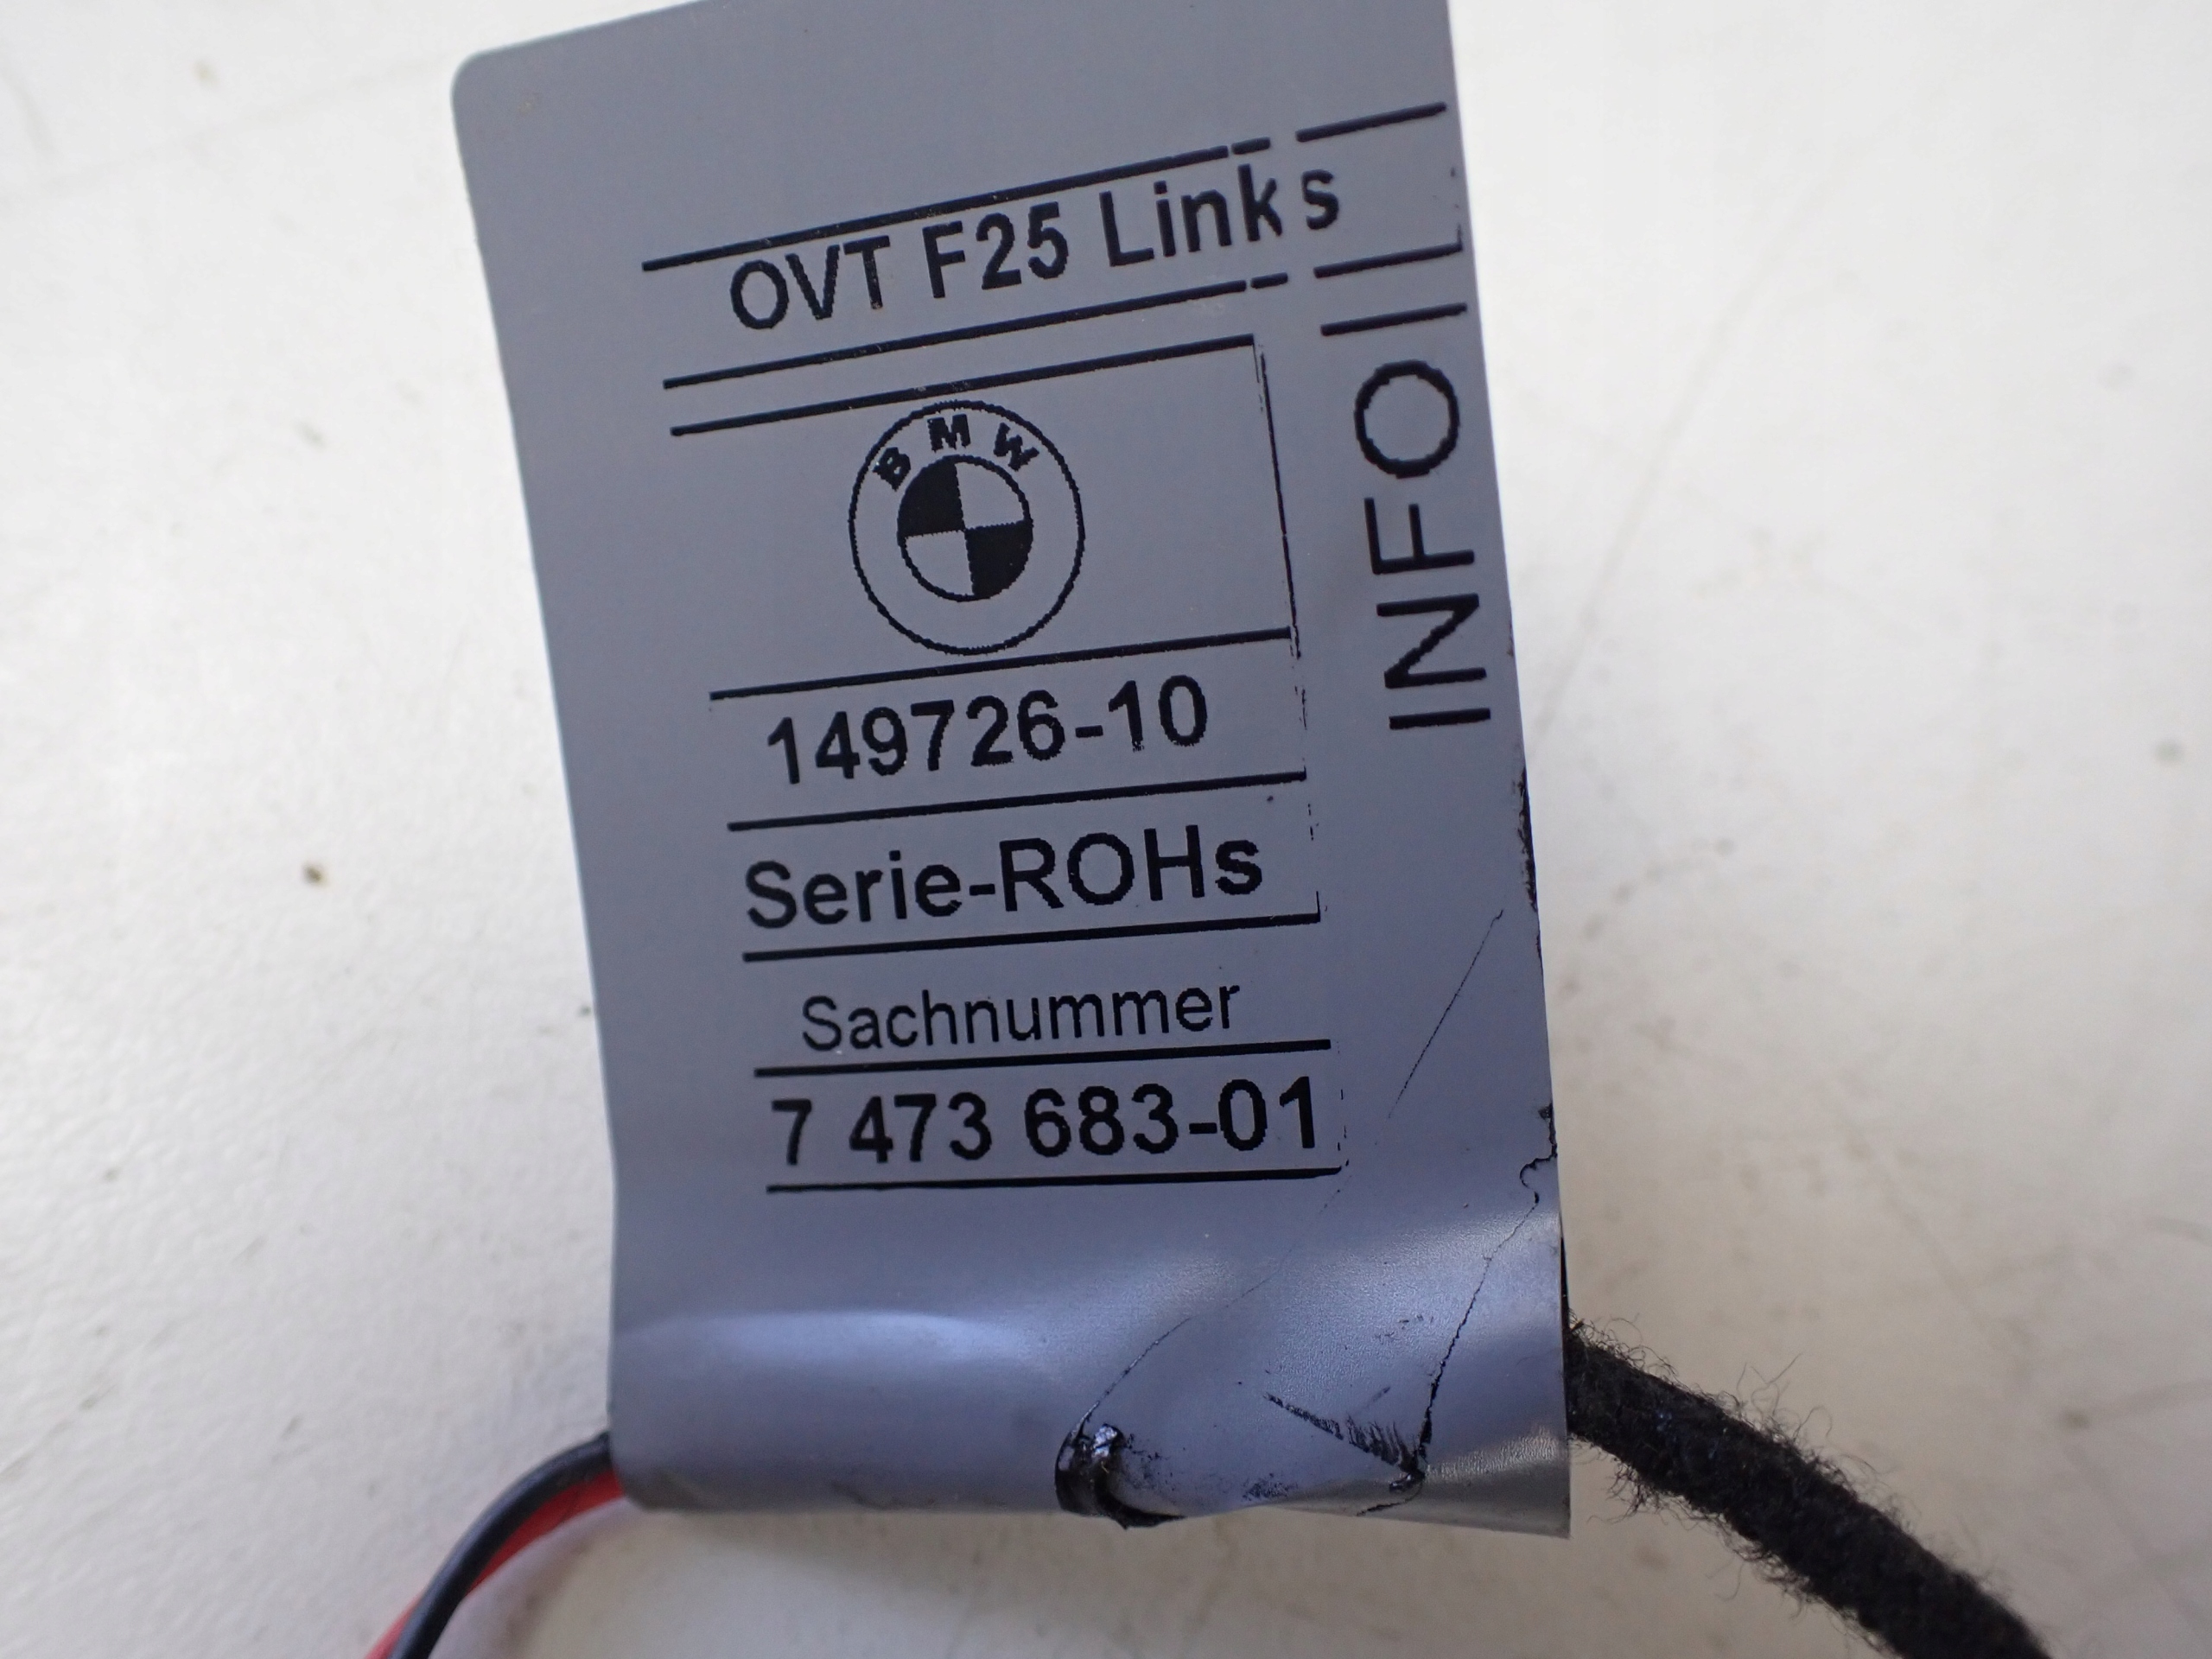 OVT F25 Links
BMW
149726-10
Serie-ROHs
Sachnummer
7 473 683-01
INFO